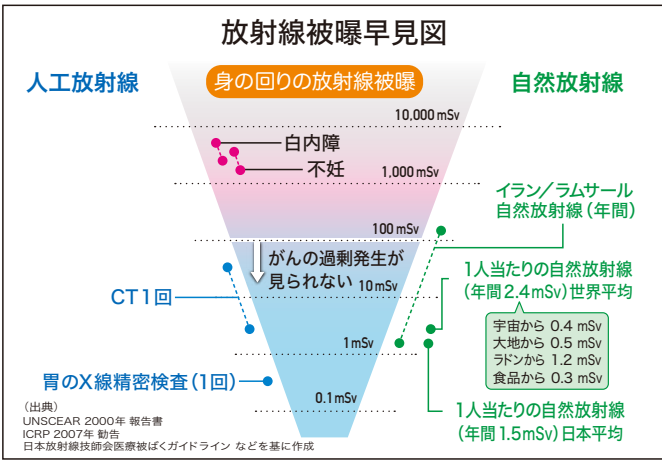 放射線被曝早見図
人工放射線
身の回りの放射線被曝
自然放射線
10,000 mSv
白内障
不妊
1,000 mSv
イラン／ラムサール
自然放射線（年間）
100 mSv
がんの過剰発生が
見られない
10 mSv
CT1回
1人当たりの自然放射線
（年間2.4mSv）世界平均
宇宙から 0.4 mSv
大地から 0.5 mSv
ラドンから 1.2 mSv
食品から 0.3 mSv
1 mSv
胃のX線精密検査（1回）
0.1 mSv
1人当たりの自然放射線
（年間1.5mSv）日本平均
（出典）
UNSCEAR 2000年 報告書
ICRP 2007年 勧告
日本放射線技師会医療被ばくガイドライン などを基に作成